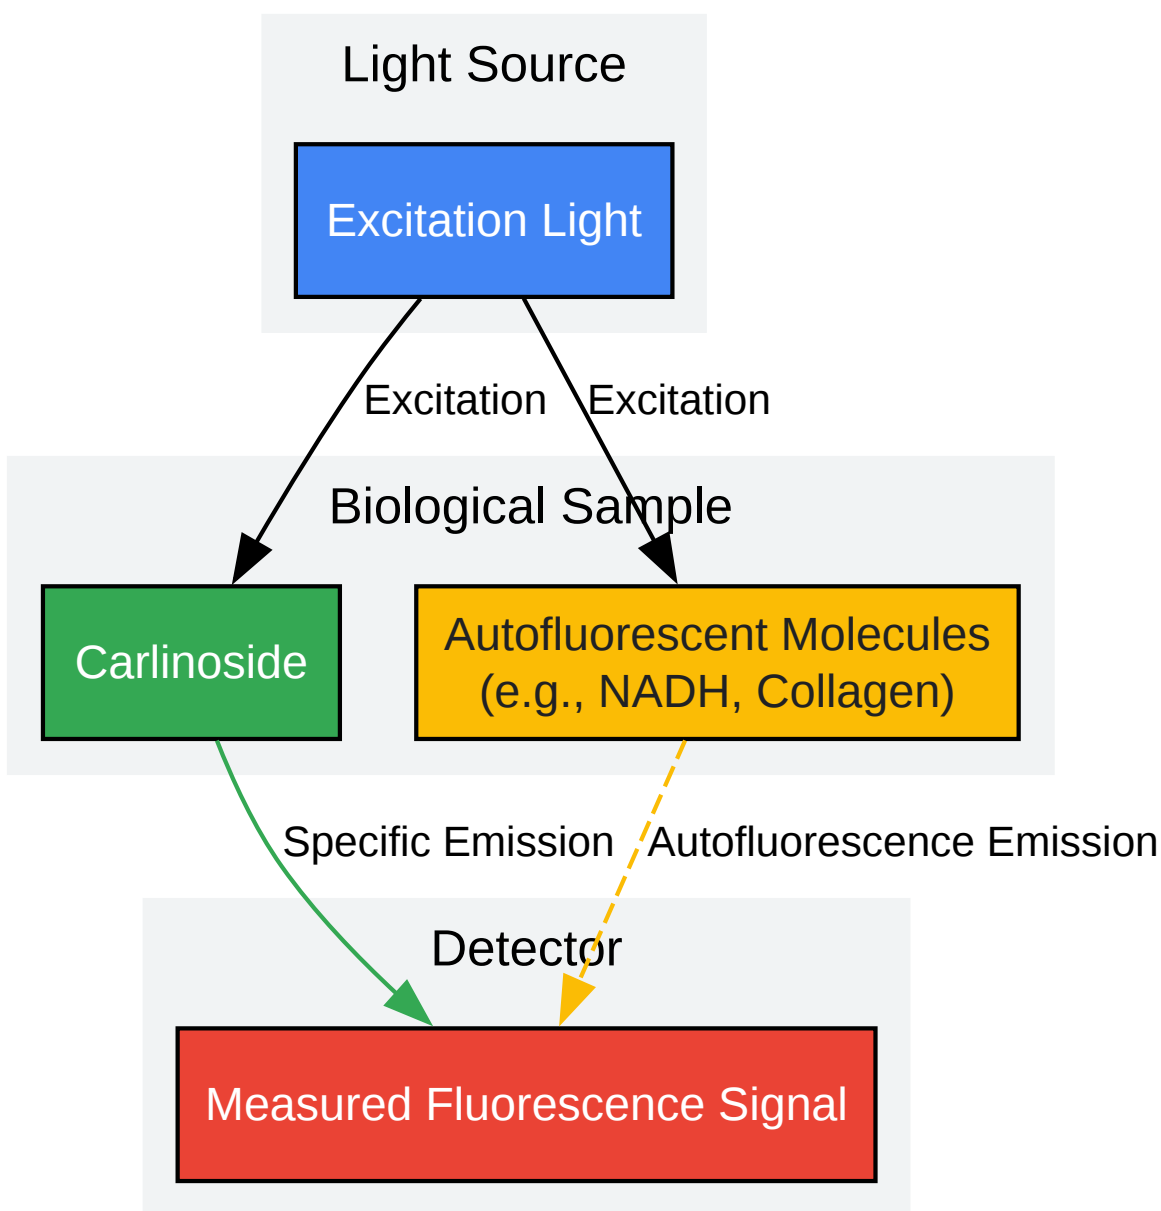 Light Source
Excitation Light
Excitation
Excitation
Biological Sample
Carlinoside
Autofluorescent Molecules
(e.g., NADH, Collagen)
Specific Emission
Autofluorescence Emission
Detector
Measured Fluorescence Signal